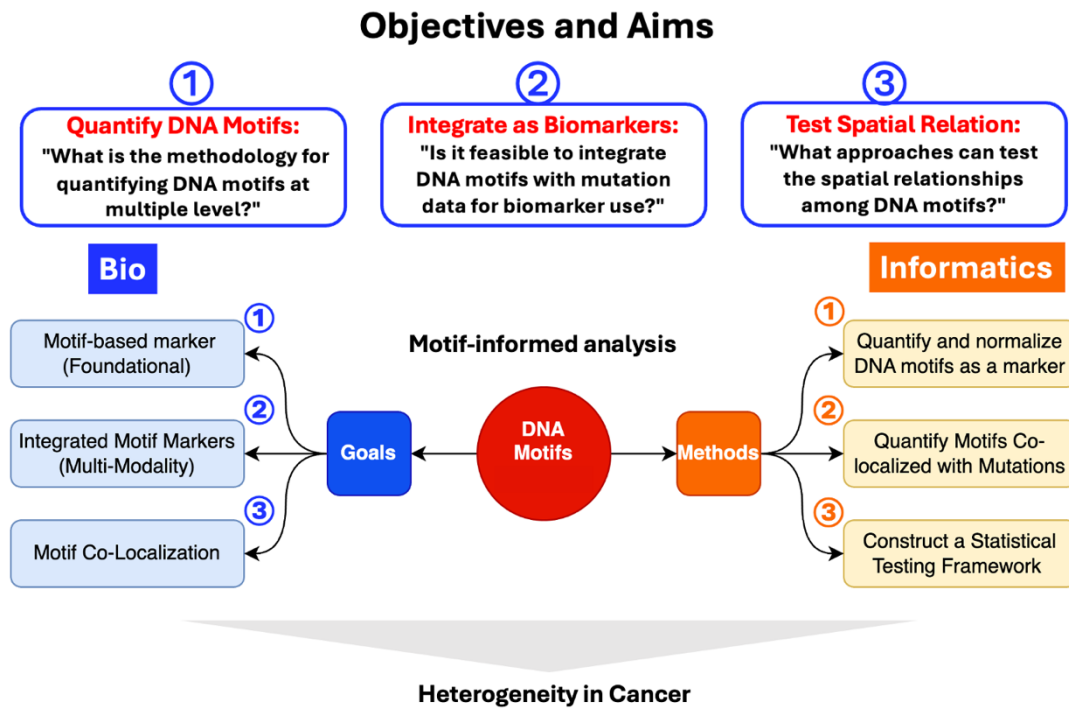 Objectives and Aims
①
②
③
Quantify DNA Motifs:
"What is the methodology for
quantifying DNA motifs at
multiple level?"
Integrate as Biomarkers:
"Is it feasible to integrate
DNA motifs with mutation
data for biomarker use?"
Test Spatial Relation:
"What approaches can test
the spatial relationships
among DNA motifs?"
Bio
Informatics
①
Motif-based marker
(Foundational)
②
Integrated Motif Markers
(Multi-Modality)
③
Motif Co-Localization
Motif-informed analysis
Goals
DNA
Motifs
Methods
①
Quantify and normalize
DNA motifs as a marker
②
Quantify Motifs Co-
localized with Mutations
③
Construct a Statistical
Testing Framework
Heterogeneity in Cancer